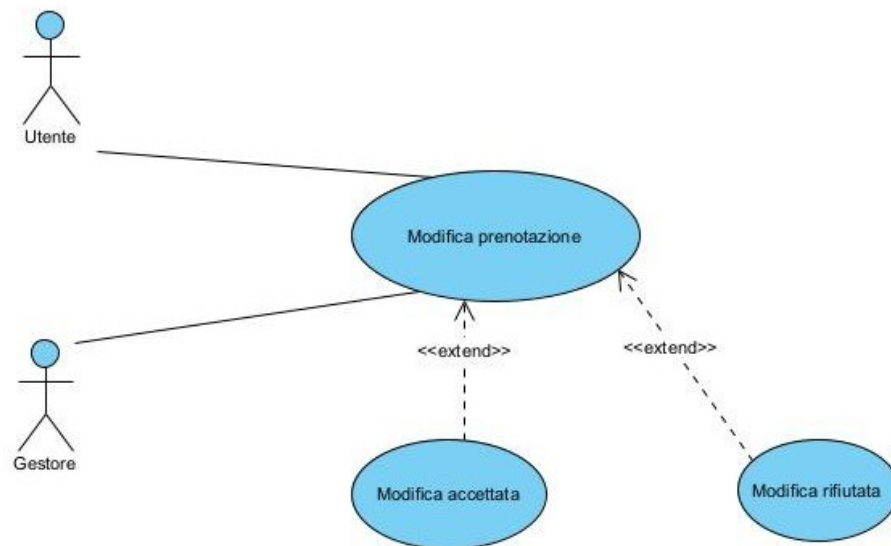 Utente
Modifica prenotazione
<<extend>>
<<extend>>
Gestore
Modifica accettata
Modifica rifiutata